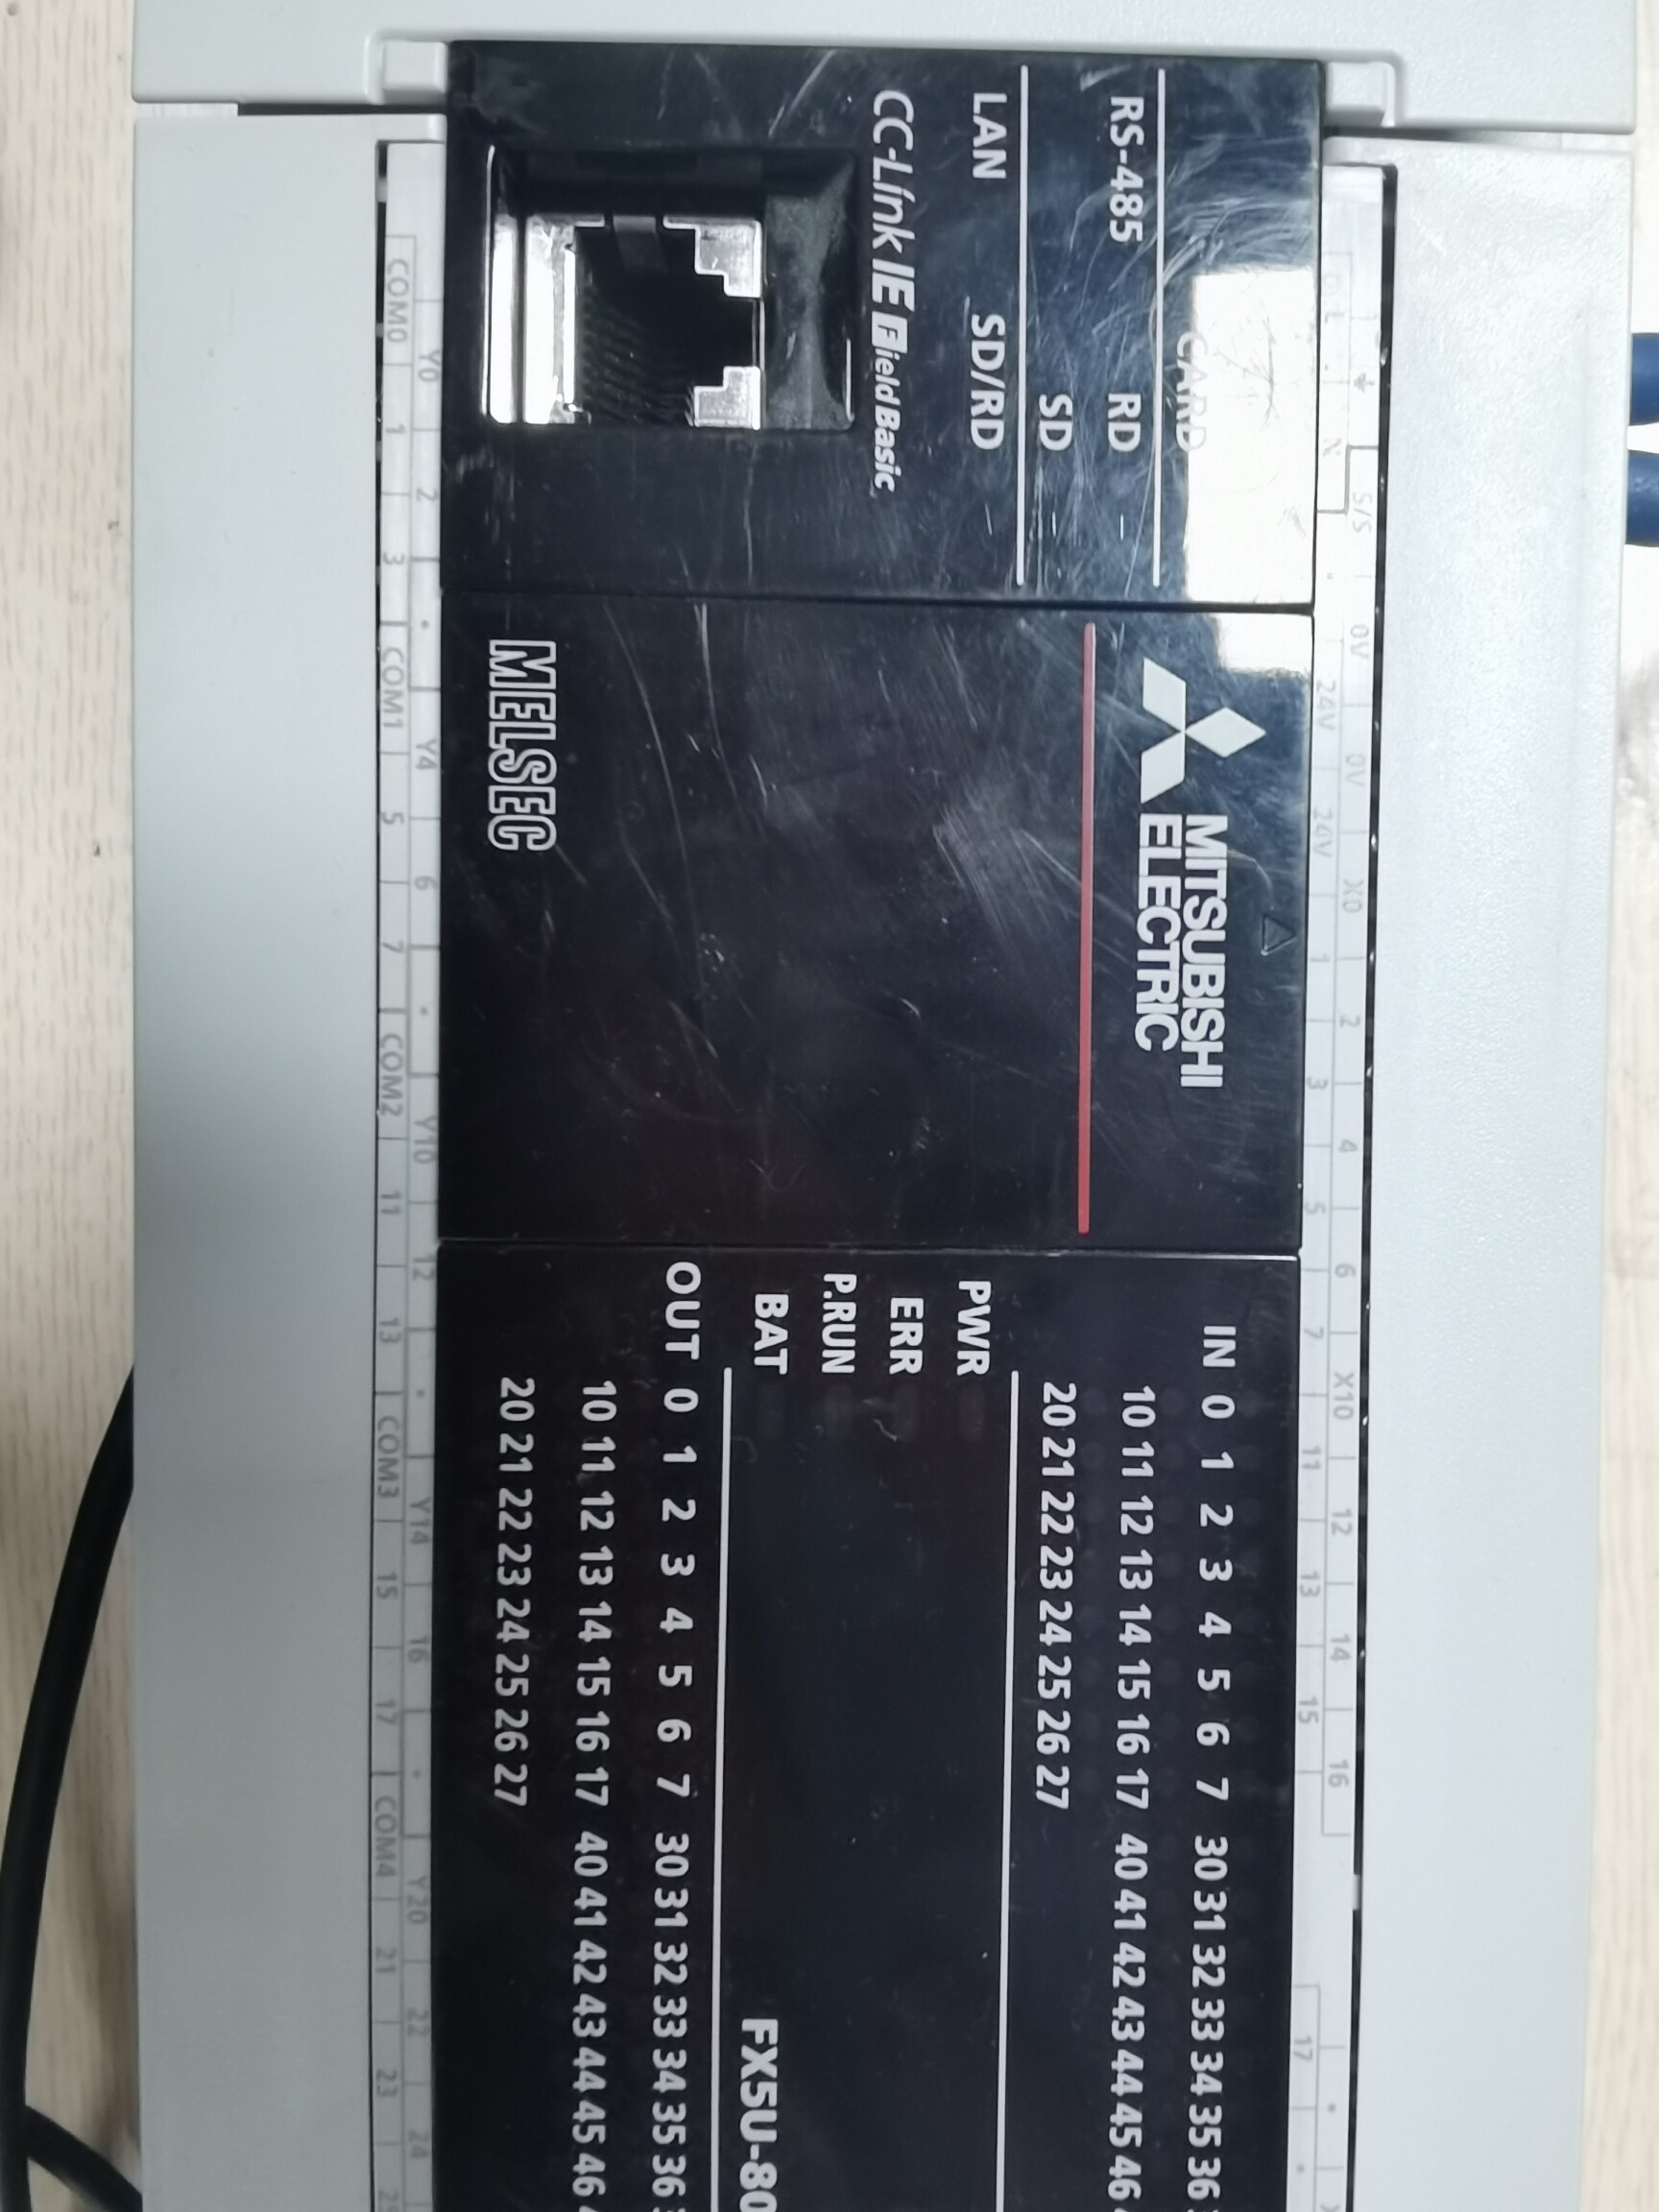 L
N
S/S
0V
0V
X0
2
4
6
X10
12
14
16
24V
24V
1
3
5
7
11
13
15
17
CARD
RS-485 RD
SD
LAN SD/RD
CC-Link IE Field Basic
MITSUBISHI
ELECTRIC
MELSEC
IN 0 1 2 3 4 5 6 7 30 31 32 33 34 35 36
10 11 12 13 14 15 16 17 40 41 42 43 44 45 46
20 21 22 23 24 25 26 27
PWR
ERR
P.RUN
BAT
FX5U-80
OUT 0 1 2 3 4 5 6 7 30 31 32 33 34 35 36
10 11 12 13 14 15 16 17 40 41 42 43 44 45 46
20 21 22 23 24 25 26 27
Y0 2 Y4 6 Y10 12 Y14 16 Y20 22 24
COM0 1 3 COM1 5 7 COM2 11 13 COM3 15 17 COM4 21 23 25